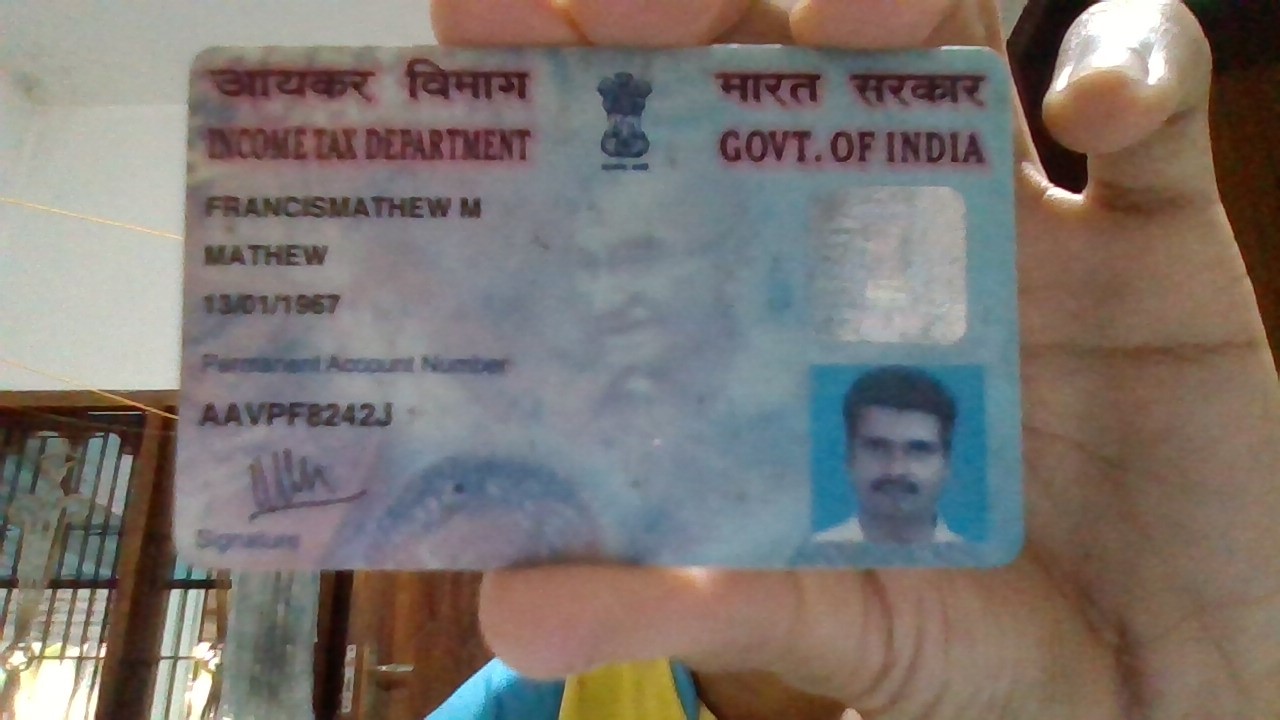 आयकर विभाग
INCOME TAX DEPARTMENT
भारत सरकार
GOVT. OF INDIA
FRANCISMATHEW M
MATHEW
13/01/1967
Permanent Account Number
AAVPF8242J
Signature